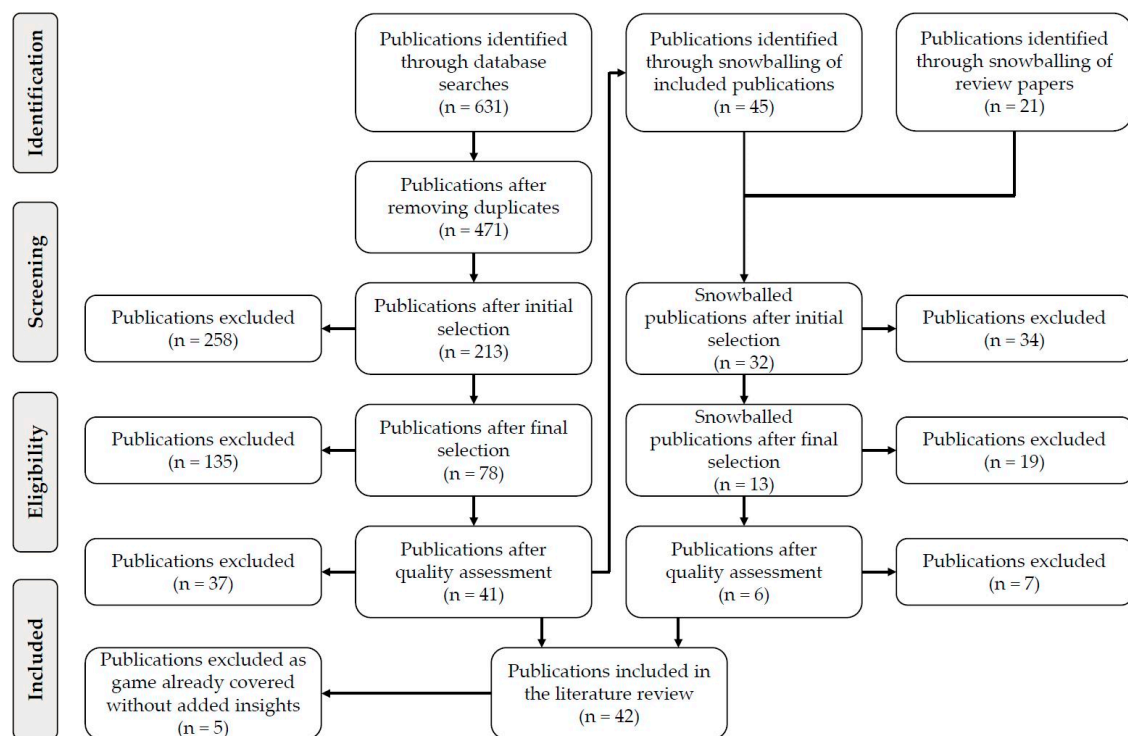 Identification
Publications identified
through database
searches
(n = 631)
Publications identified
through snowballing of
included publications
(n = 45)
Publications identified
through snowballing of
review papers
(n = 21)
Publications after
removing duplicates
(n = 471)
Screening
Publications excluded
(n = 258)
Publications after initial
selection
(n = 213)
Snowballed
publications after initial
selection
(n = 32)
Publications excluded
(n = 34)
Eligibility
Publications excluded
(n = 135)
Publications after final
selection
(n = 78)
Snowballed
publications after final
selection
(n = 13)
Publications excluded
(n = 19)
Publications excluded
(n = 37)
Publications after
quality assessment
(n = 41)
Publications after
quality assessment
(n = 6)
Publications excluded
(n = 7)
Included
Publications excluded as
game already covered
without added insights
(n = 5)
Publications included in
the literature review
(n = 42)